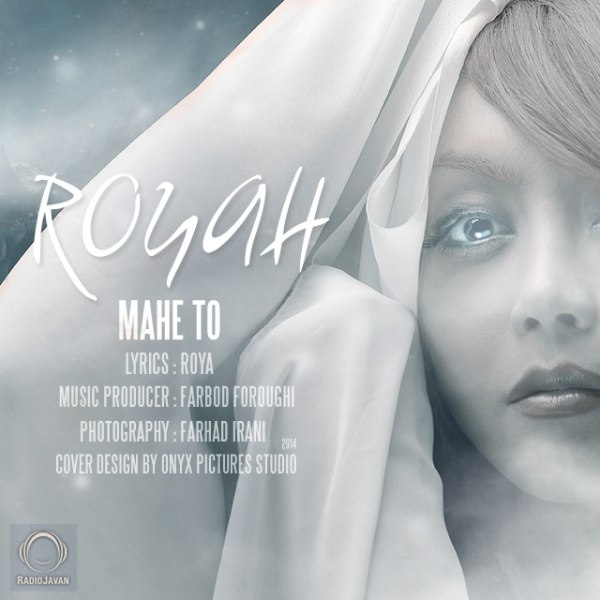 ROYAH
MAHE TO
LYRICS : ROYA
MUSIC PRODUCER : FARBOD FOROUGHI
PHOTOGRAPHY : FARHAD IRANI
2014
COVER DESIGN BY ONYX PICTURES STUDIO
RADIOJAVAN